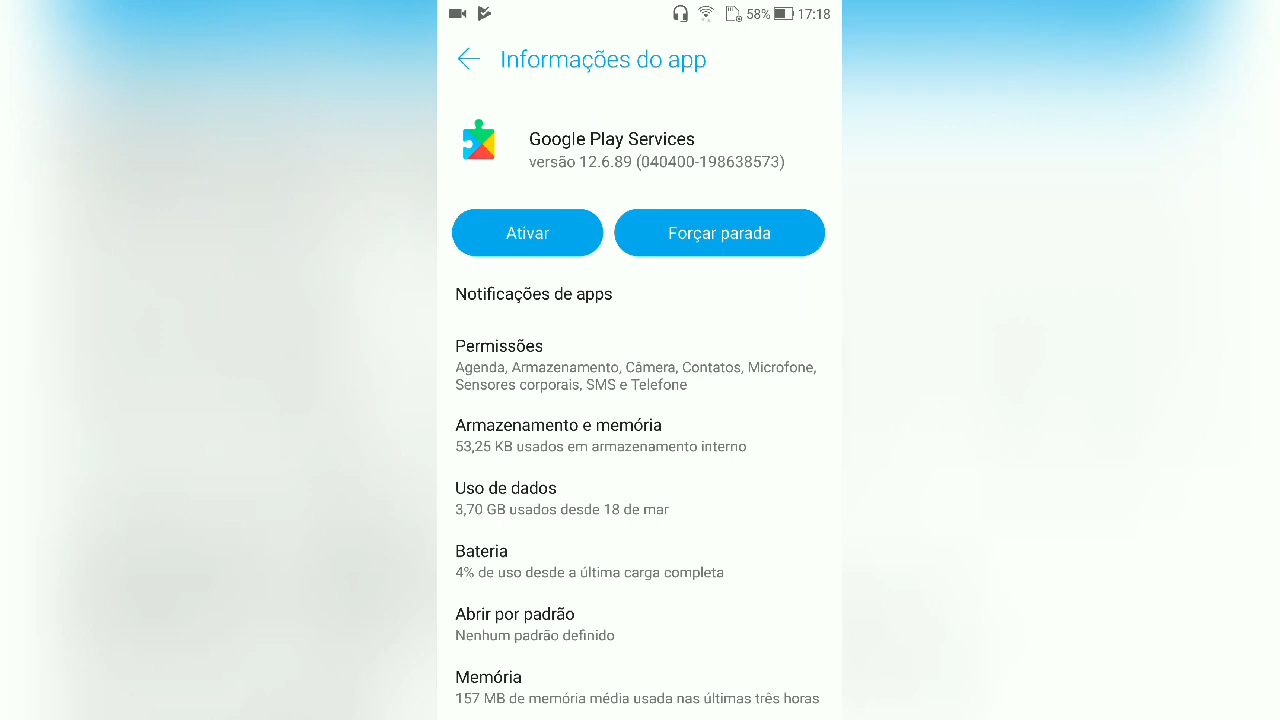 58% 17:18
Informações do app
Google Play Services
versão 12.6.89 (040400-198638573)
Ativar Forçar parada
Notificações de apps
Permissões
Agenda, Armazenamento, Câmera, Contatos, Microfone,
Sensores corporais, SMS e Telefone
Armazenamento e memória
53,25 KB usados em armazenamento interno
Uso de dados
3,70 GB usados desde 18 de mar
Bateria
4% de uso desde a última carga completa
Abrir por padrão
Nenhum padrão definido
Memória
157 MB de memória média usada nas últimas três horas